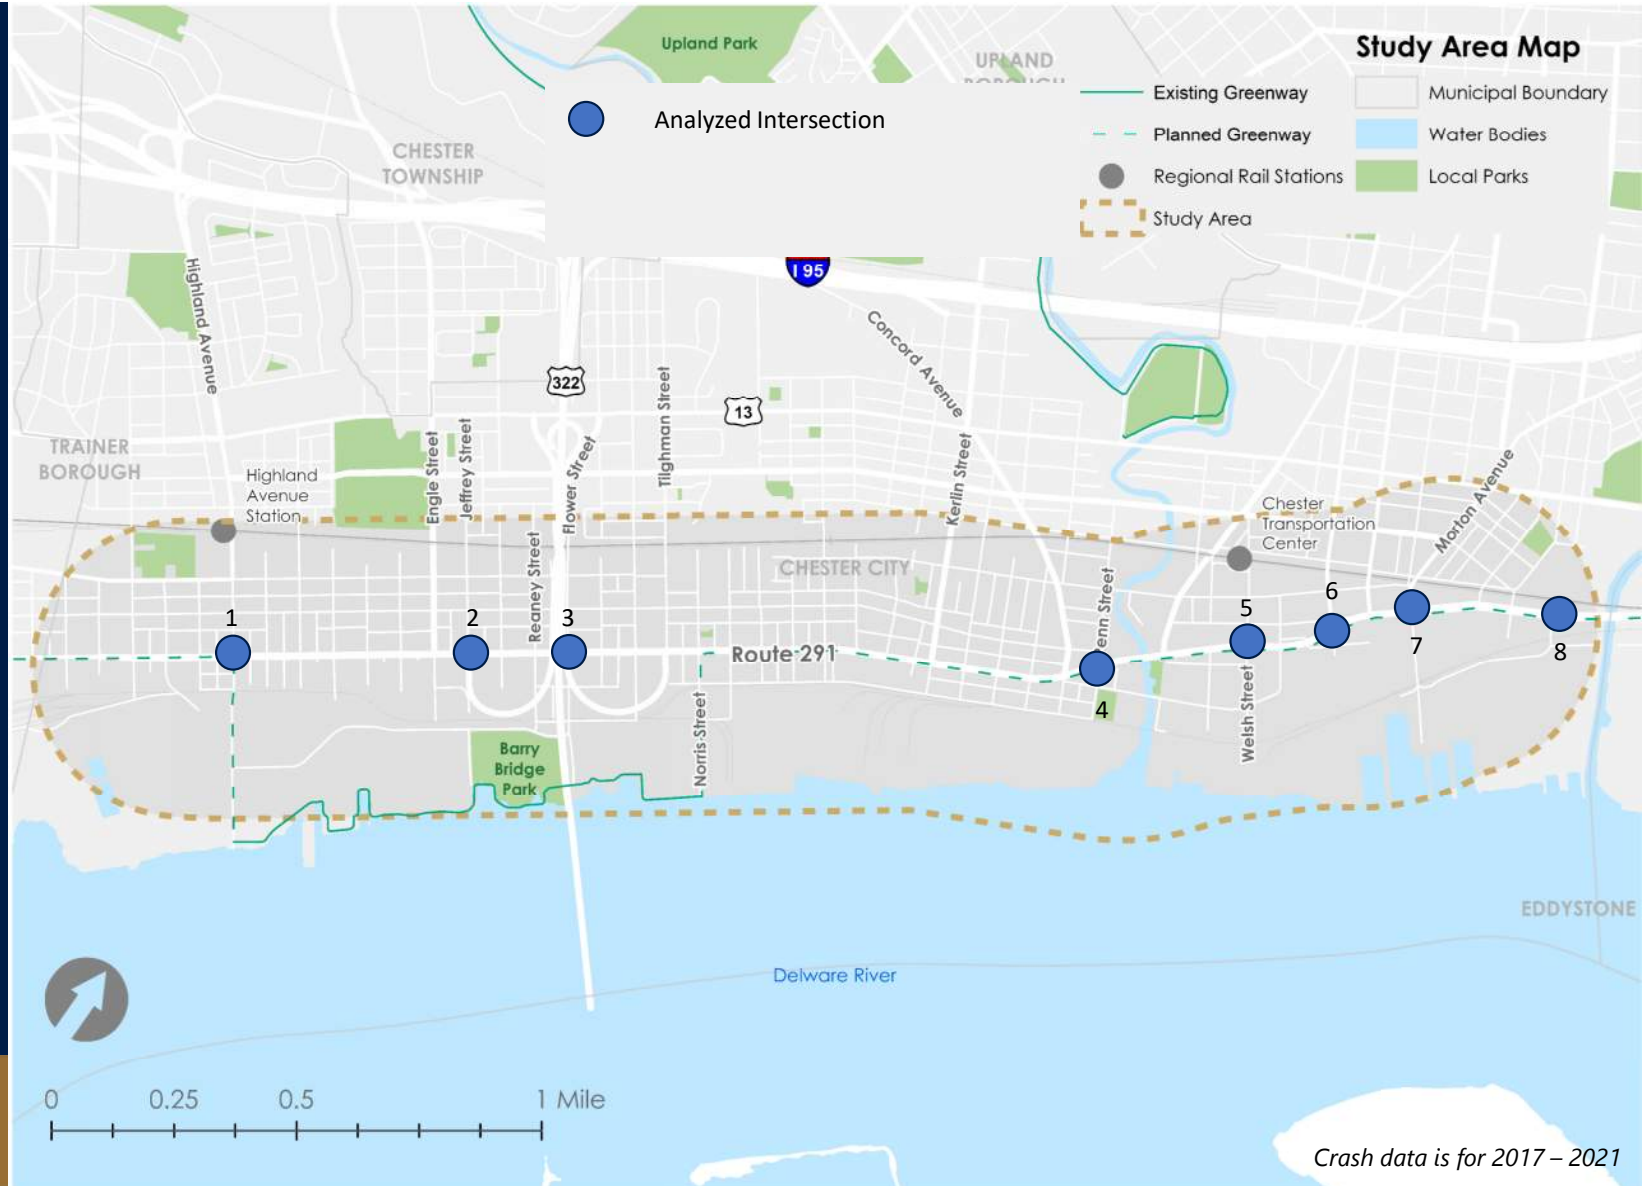 Study Area Map
Upland Park
UPLAND
Existing Greenway
Municipal Boundary
Analyzed Intersection
Planned Greenway
Water Bodies
CHESTER
TOWNSHIP
Regional Rail Stations
Local Parks
Study Area
I 95
Highland Avenue
Concord Avenue
322
13
Tilghman Street
TRAINER
BOROUGH
Engle Street
Jeffrey Street
Flower Street
Kerlin Street
Morton Avenue
Highland
Avenue
Station
Chester
Transportation
Center
Reaney Street
CHESTER CITY
enn Street
1
2
3
5
6
7
8
Route 291
4
Norris Street
Welsh Street
Barry
Bridge
Park
EDDYSTONE
Delware River
0 0.25 0.5 1 Mile
Crash data is for 2017 – 2021